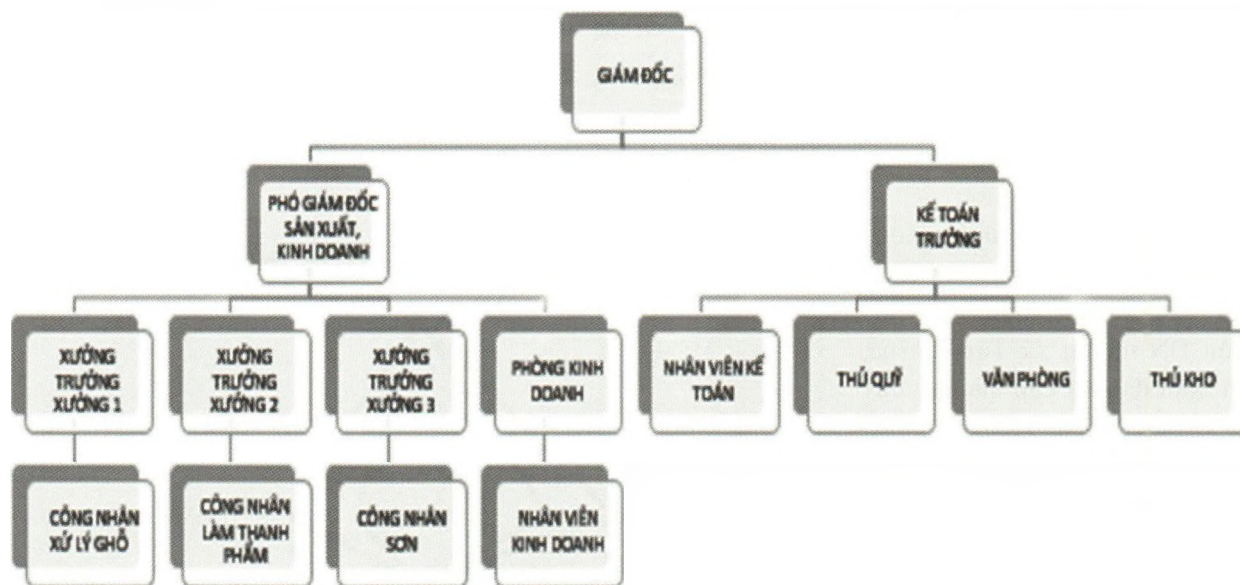 GIÁM ĐỐC
PHÓ GIÁM ĐỐC
SẢN XUẤT,
KINH DOANH
KẾ TOÁN
TRƯỞNG
XƯỞNG
TRƯỞNG
XƯỞNG 1
XƯỞNG
TRƯỞNG
XƯỞNG 2
XƯỞNG
TRƯỞNG
XƯỞNG 3
PHÒNG KINH
DOANH
NHÂN VIÊN KẾ
TOÁN
THỦ QUỸ
VĂN PHÒNG
THỦ KHO
CÔNG NHÂN
XỬ LÝ GHỖ
CÔNG NHÂN
LÀM THANH
PHẨM
CÔNG NHÂN
SƠN
NHÂN VIÊN
KINH DOANH